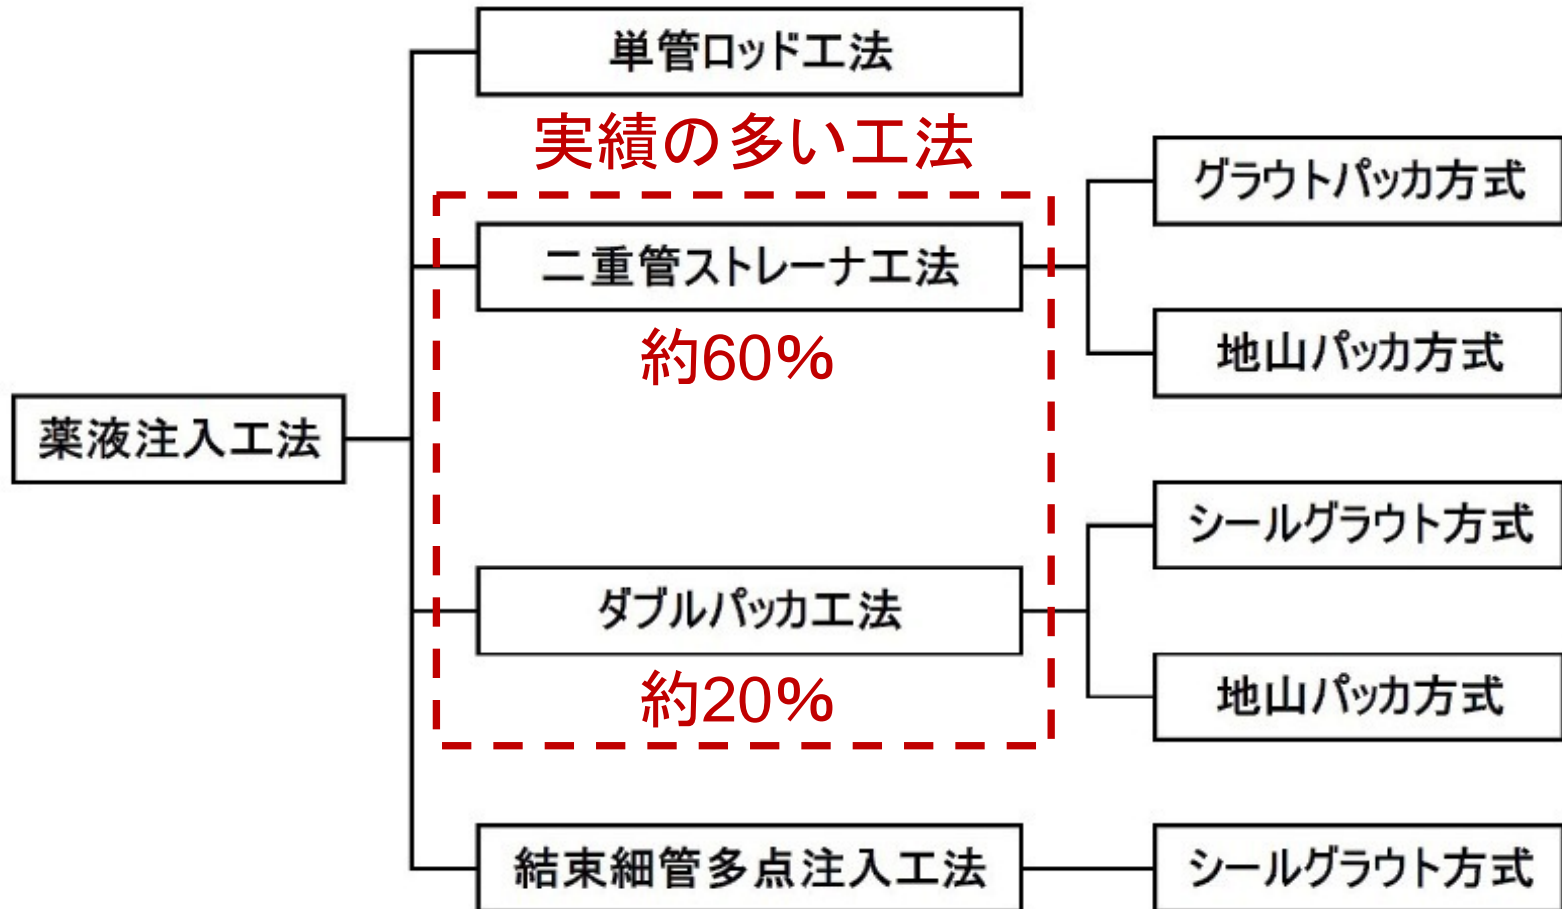 単管ロッド工法
実績の多い工法
グラウトパッカ方式
二重管ストレーナ工法
約60%
地山パッカ方式
薬液注入工法
シールグラウト方式
ダブルパッカ工法
約20%
地山パッカ方式
結束細管多点注入工法
シールグラウト方式